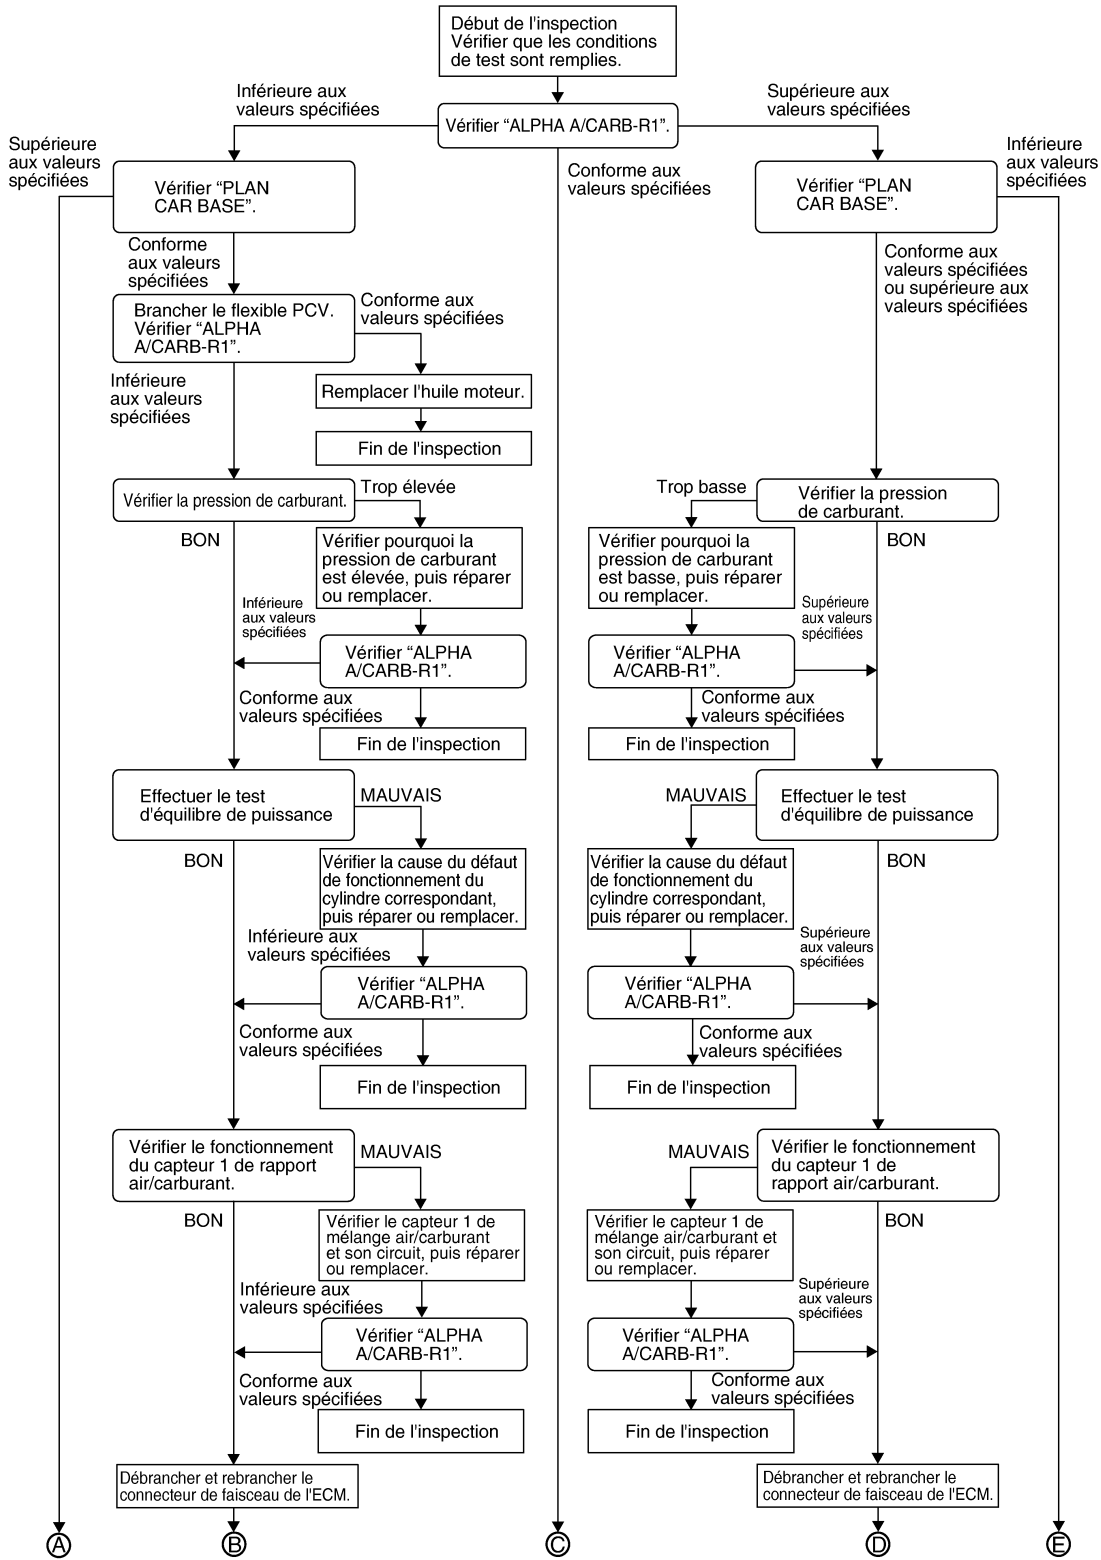 Début de l'inspection
Vérifier que les conditions
de test sont remplies.
Inférieure aux
valeurs spécifiées
Supérieure aux
valeurs spécifiées
Vérifier “ALPHA A/CARB-R1”.
Supérieure
aux valeurs
spécifiées
Inférieure
aux valeurs
spécifiées
Conforme aux
valeurs spécifiées
Vérifier “PLAN
CAR BASE”.
Vérifier “PLAN
CAR BASE”.
Conforme
aux valeurs
spécifiées
Conforme aux
valeurs spécifiées
ou supérieure aux
valeurs spécifiées
Brancher le flexible PCV.
Vérifier “ALPHA
A/CARB-R1”.
Conforme aux
valeurs spécifiées
Inférieure
aux valeurs
spécifiées
Remplacer l'huile moteur.
Fin de l'inspection
Vérifier la pression de carburant.
Trop élevée
Trop basse
Vérifier la pression
de carburant.
BON
BON
Vérifier pourquoi la
pression de carburant
est élevée, puis réparer
ou remplacer.
Vérifier pourquoi la
pression de carburant
est basse, puis réparer
ou remplacer.
Inférieure
aux valeurs
spécifiées
Supérieure
aux valeurs
spécifiées
Vérifier “ALPHA
A/CARB-R1”.
Vérifier “ALPHA
A/CARB-R1”.
Conforme aux
valeurs spécifiées
Conforme aux
valeurs spécifiées
Fin de l'inspection
Fin de l'inspection
Effectuer le test
d'équilibre de puissance
MAUVAIS
MAUVAIS
Effectuer le test
d'équilibre de puissance
BON
BON
Vérifier la cause du défaut
de fonctionnement du
cylindre correspondant,
puis réparer ou remplacer.
Vérifier la cause du défaut
de fonctionnement du
cylindre correspondant,
puis réparer ou remplacer.
Inférieure aux
valeurs spécifiées
Supérieure
aux valeurs
spécifiées
Vérifier “ALPHA
A/CARB-R1”.
Vérifier “ALPHA
A/CARB-R1”.
Conforme aux
valeurs spécifiées
Conforme aux
valeurs spécifiées
Fin de l'inspection
Fin de l'inspection
Vérifier le fonctionnement
du capteur 1 de rapport
air/carburant.
MAUVAIS
MAUVAIS
Vérifier le fonctionnement
du capteur 1 de
rapport air/carburant.
BON
BON
Vérifier le capteur 1 de
mélange air/carburant
et son circuit, puis réparer
ou remplacer.
Vérifier le capteur 1 de
mélange air/carburant et
son circuit, puis réparer
ou remplacer.
Inférieure aux
valeurs spécifiées
Supérieure
aux valeurs
spécifiées
Vérifier “ALPHA
A/CARB-R1”.
Vérifier “ALPHA
A/CARB-R1”.
Conforme aux
valeurs spécifiées
Conforme aux
valeurs spécifiées
Fin de l'inspection
Fin de l'inspection
Débrancher et rebrancher le
connecteur de faisceau de l'ECM.
Débrancher et rebrancher le
connecteur de faisceau de l'ECM.
A
B
C
D
E